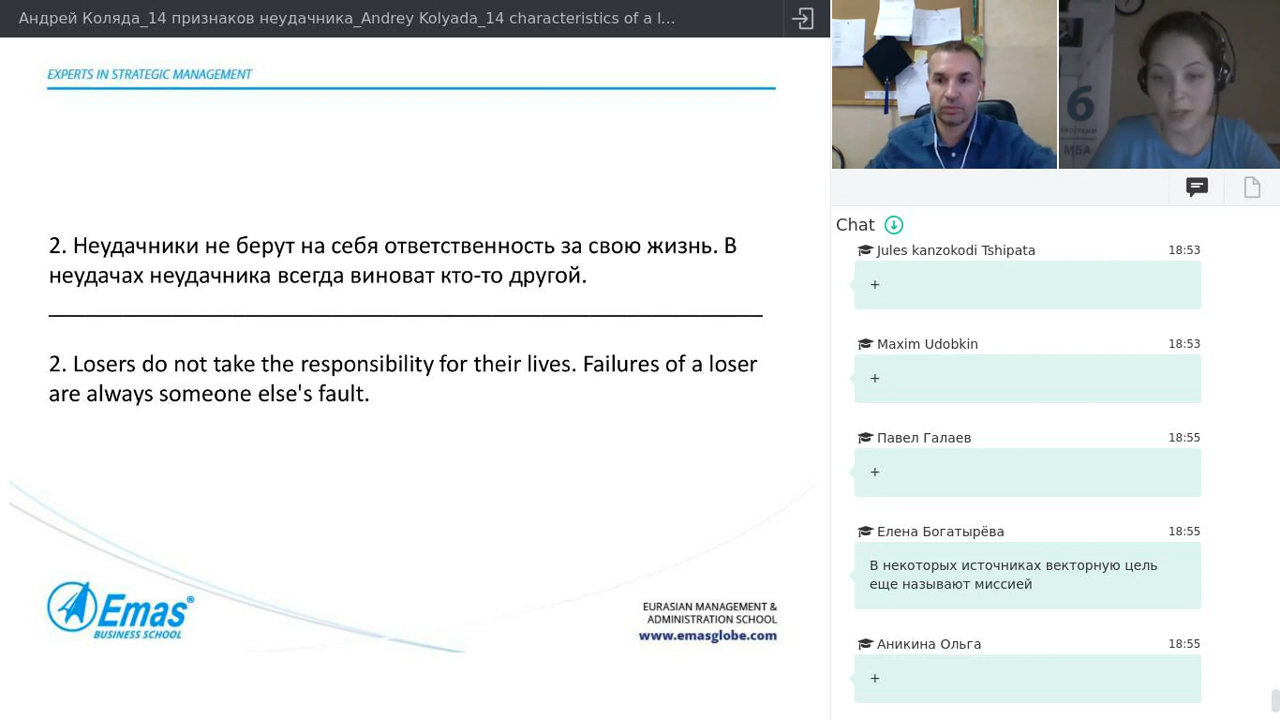 Андрей Коляда_14 признаков неудачника_Andrey Kolyada_14 characteristics of a l...
EXPERTS IN STRATEGIC MANAGEMENT
2. Неудачники не берут на себя ответственность за свою жизнь. В
неудачах неудачника всегда виноват кто-то другой.
2. Losers do not take the responsibility for their lives. Failures of a loser
are always someone else's fault.
Emas®
BUSINESS SCHOOL
EURASIAN MANAGEMENT &
ADMINISTRATION SCHOOL
www.emasglobe.com
6
МБА
Chat
Jules kanzokodi Tshipata 18:53
+
Maxim Udobkin 18:53
+
Павел Галаев 18:55
+
Елена Богатырёва 18:55
В некоторых источниках векторную цель
еще называют миссией
Аникина Ольга 18:55
+